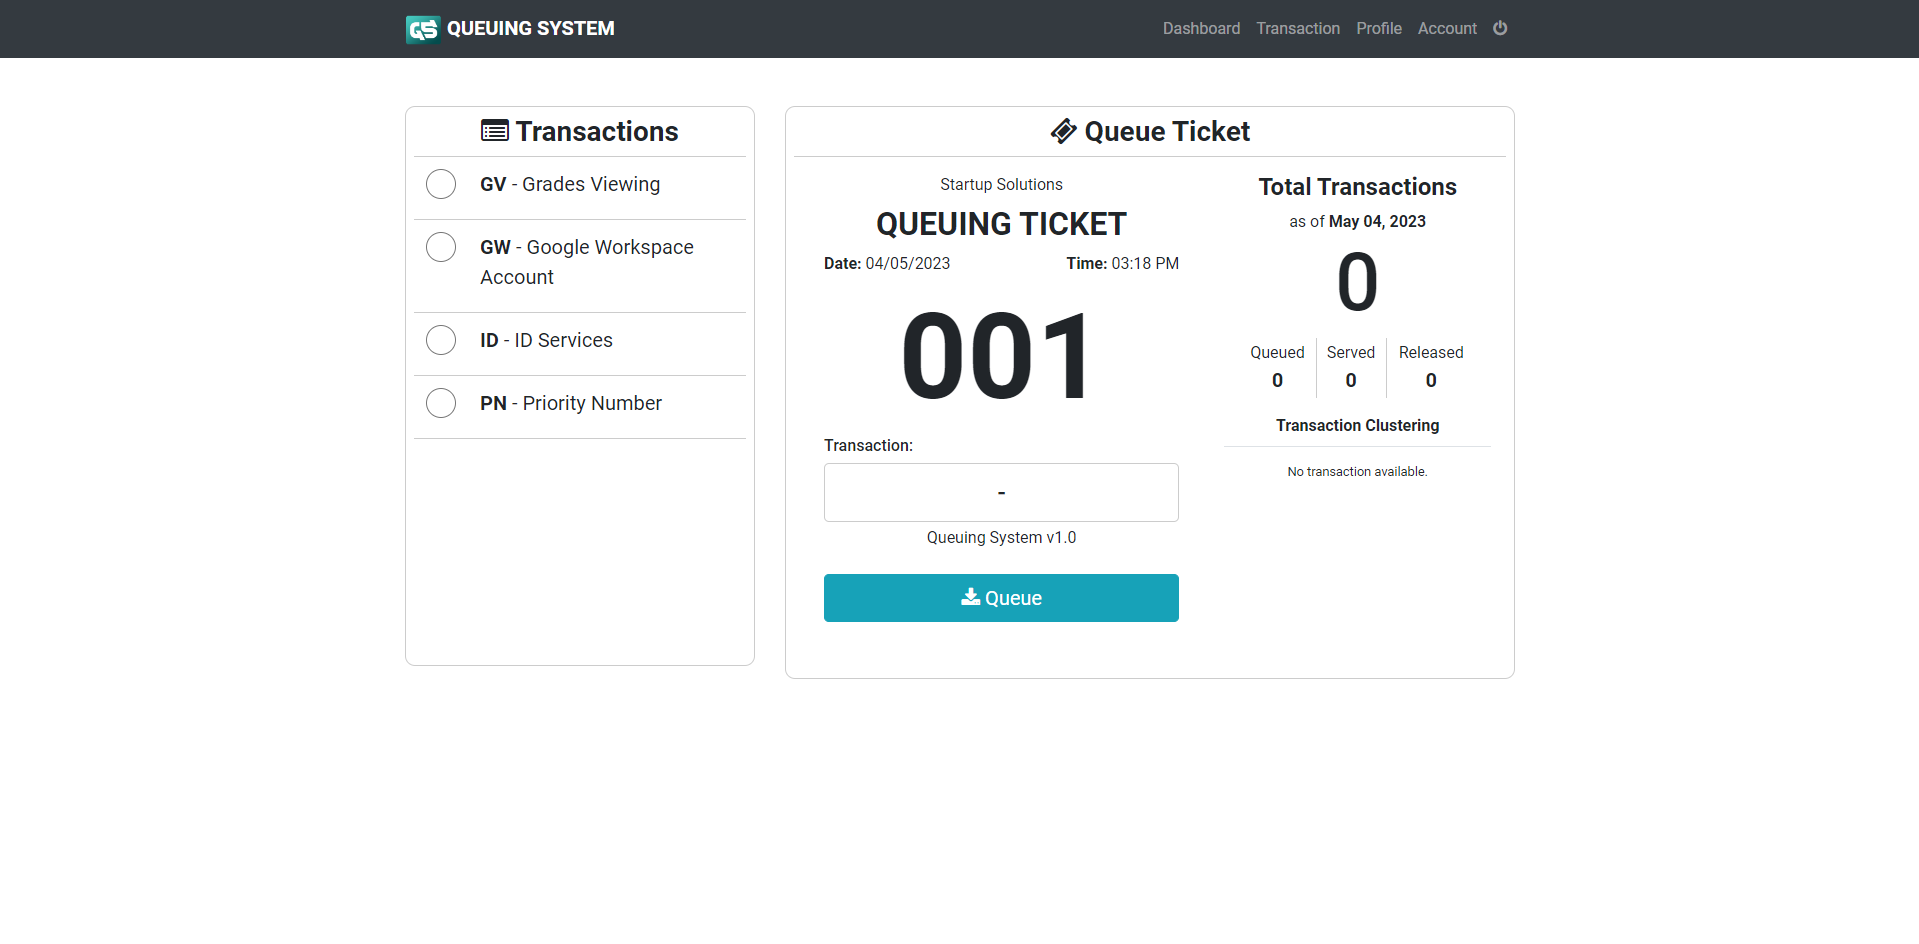 QUEUING SYSTEM
Dashboard Transaction Profile Account
Transactions
GV - Grades Viewing
GW - Google Workspace
Account
ID - ID Services
PN - Priority Number
Queue Ticket
Startup Solutions
QUEUING TICKET
Date: 04/05/2023 Time: 03:18 PM
001
Transaction:
-
Queuing System v1.0
Queue
Total Transactions
as of May 04, 2023
0
Queued Served Released
0 0 0
Transaction Clustering
No transaction available.